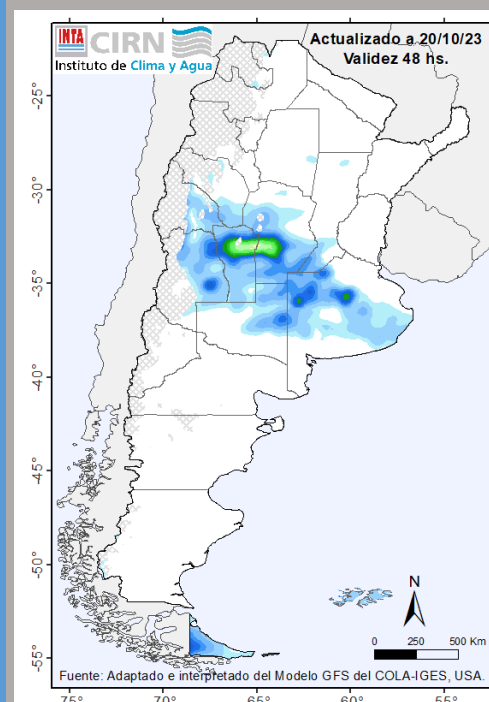 INTA CIRN
Instituto de Clima y Agua
Actualizado a 20/10/23
Validez 48 hs.
-25°
-30°
-35°
-40°
-45°
-50°
-55°
N
0 250 500 Km
Fuente: Adaptado e interpretado del Modelo GFS del COLA-IGES, USA.
-75° -70° -65° -60° -55°